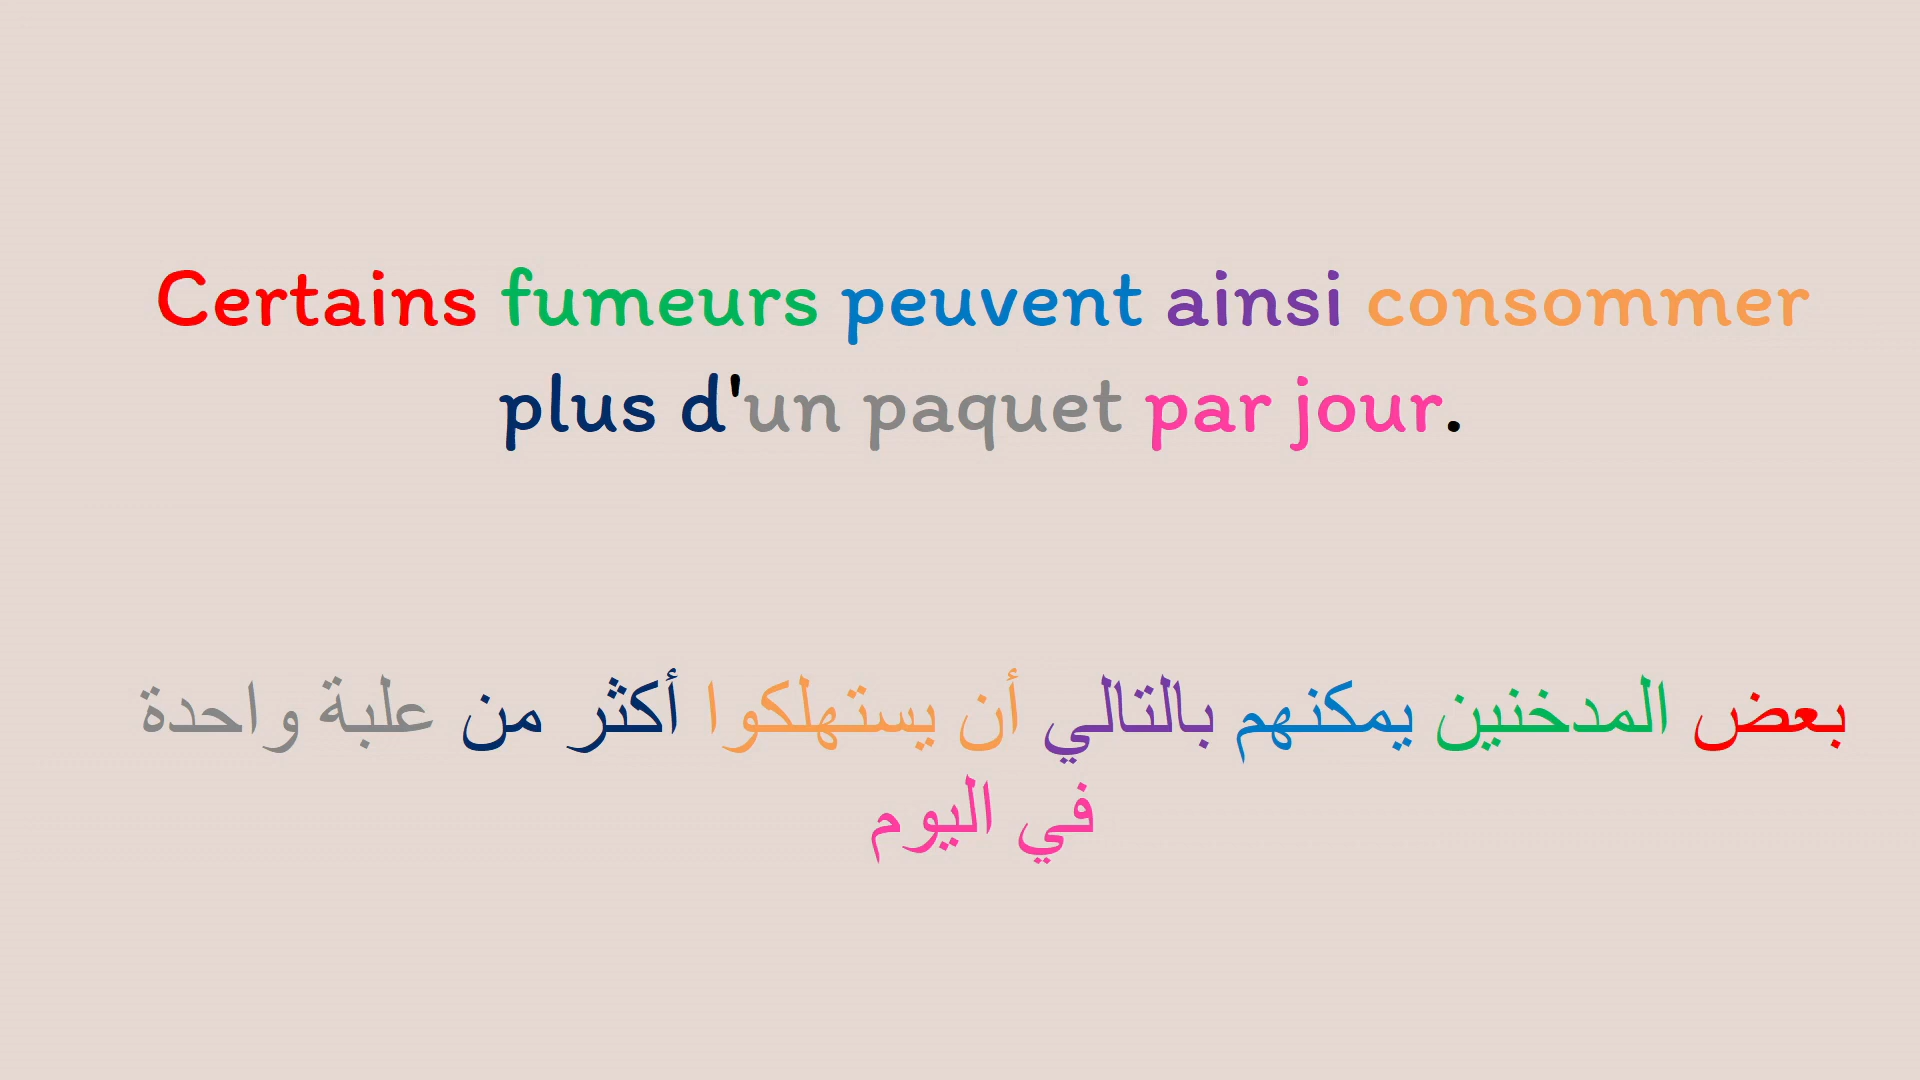 Certains fumeurs peuvent ainsi consommer
plus d'un paquet par jour.
بعض المدخنين يمكنهم بالتالي أن يستهلكوا أكثر من علبة واحدة
في اليوم